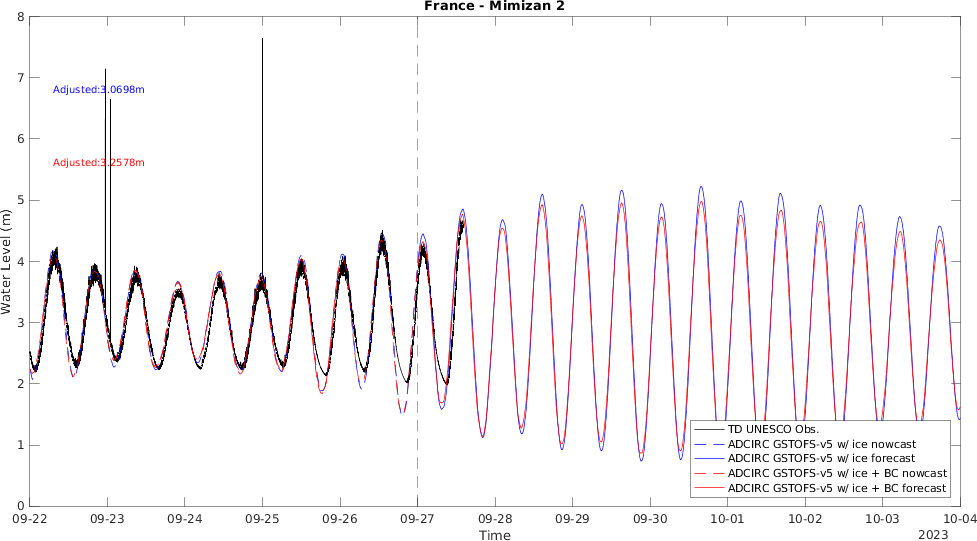 France - Mimizan 2
8
7
6
5
4
3
2
1
0
Water Level (m)
Adjusted:3.0698m
Adjusted:3.2578m
TD UNESCO Obs.
ADCIRC GSTOFS-v5 w/ ice nowcast
ADCIRC GSTOFS-v5 w/ ice forecast
ADCIRC GSTOFS-v5 w/ ice + BC nowcast
ADCIRC GSTOFS-v5 w/ ice + BC forecast
09-22 09-23 09-24 09-25 09-26 09-27 09-28 09-29 09-30 10-01 10-02 10-03 10-04
Time
2023